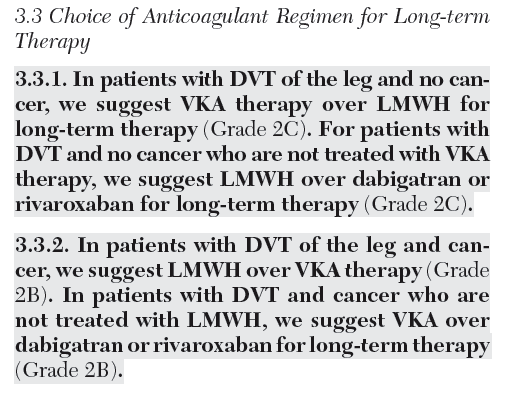 3.3 Choice of Anticoagulant Regimen for Long-term
Therapy
3.3.1. In patients with DVT of the leg and no can-
cer, we suggest VKA therapy over LMWH for
long-term therapy (Grade 2C). For patients with
DVT and no cancer who are not treated with VKA
therapy, we suggest LMWH over dabigatran or
rivaroxaban for long-term therapy (Grade 2C).
3.3.2. In patients with DVT of the leg and can-
cer, we suggest LMWH over VKA therapy (Grade
2B). In patients with DVT and cancer who are
not treated with LMWH, we suggest VKA over
dabigatran or rivaroxaban for long-term therapy
(Grade 2B).